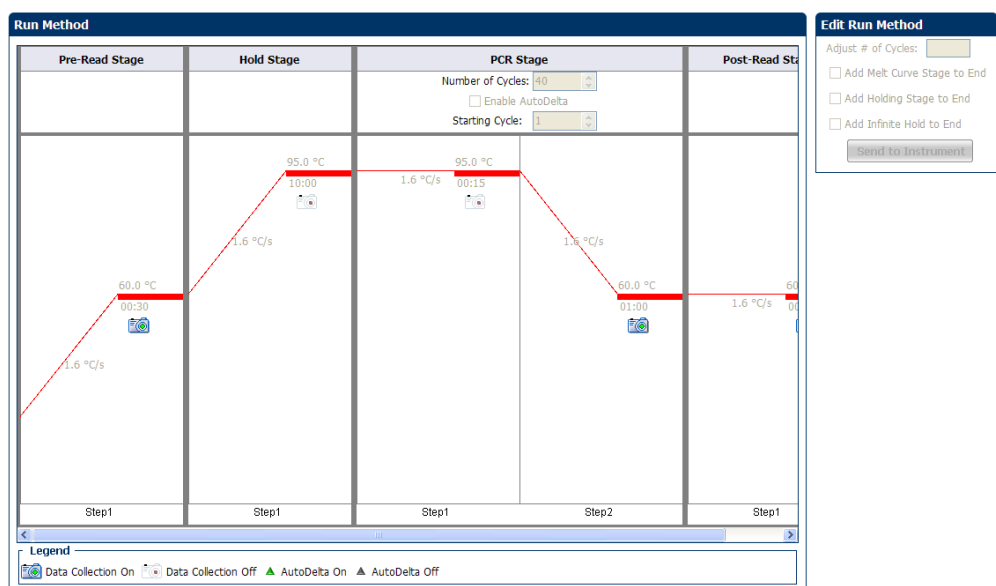 Run Method
Edit Run Method
Pre-Read Stage
Hold Stage
PCR Stage
Post-Read Sta
Number of Cycles: 40
Enable AutoDelta
Starting Cycle: 1
Adjust # of Cycles:
Add Melt Curve Stage to End
Add Holding Stage to End
Add Infinite Hold to End
Send to Instrument
1.6 °C/s
60.0 °C
00:30
1.6 °C/s
95.0 °C
10:00
1.6 °C/s
95.0 °C
00:15
1.6 °C/s
60.0 °C
01:00
1.6 °C/s
60
Step1
Step1
Step1
Step2
Step1
Legend
Data Collection On Data Collection Off AutoDelta On AutoDelta Off